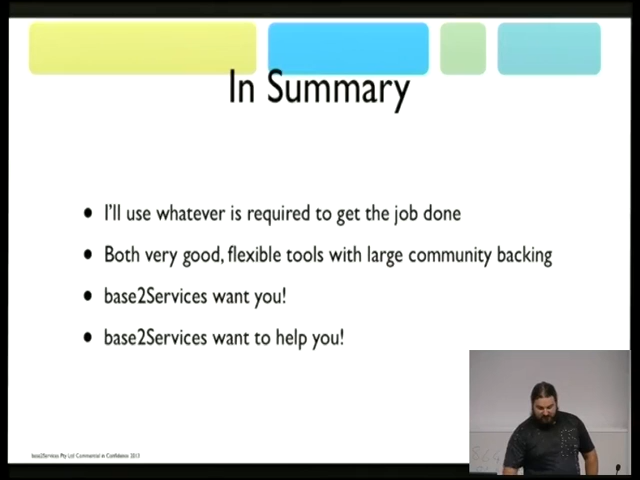 In Summary
• I'll use whatever is required to get the job done
• Both very good, flexible tools with large community backing
• base2Services want you!
• base2Services want to help you!
base2Services Pty Ltd Commercial in Confidence 2013